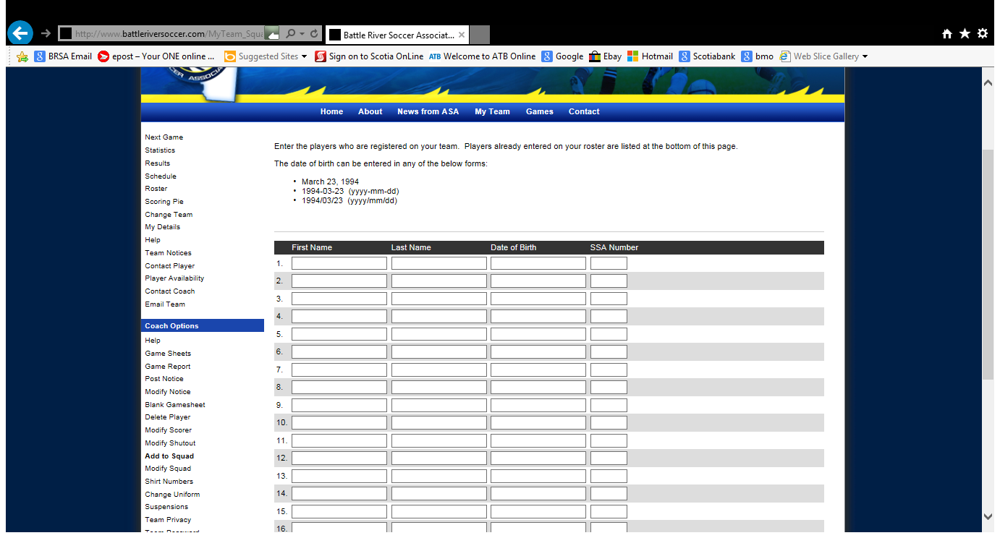 http://www.battleriversoccer.com/MyTeam_Squa
Battle River Soccer Associat...
BRSA Email epost – Your ONE online ... Suggested Sites Sign on to Scotia OnLine ATB Welcome to ATB Online Google Ebay Hotmail Scotiabank bmo Web Slice Gallery
Home About News from ASA My Team Games Contact
Next Game
Statistics
Results
Schedule
Roster
Scoring Pie
Change Team
My Details
Help
Team Notices
Contact Player
Player Availability
Contact Coach
Email Team
Coach Options
Help
Game Sheets
Game Report
Post Notice
Modify Notice
Blank Gamesheet
Delete Player
Modify Scorer
Modify Shutout
Add to Squad
Modify Squad
Shirt Numbers
Change Uniform
Suspensions
Team Privacy
Enter the players who are registered on your team. Players already entered on your roster are listed at the bottom of this page.
The date of birth can be entered in any of the below forms:
• March 23, 1994
• 1994-03-23 (yyyy-mm-dd)
• 1994/03/23 (yyyy/mm/dd)
First Name Last Name Date of Birth SSA Number
1.
2.
3.
4.
5.
6.
7.
8.
9.
10.
11.
12.
13.
14.
15.
16.